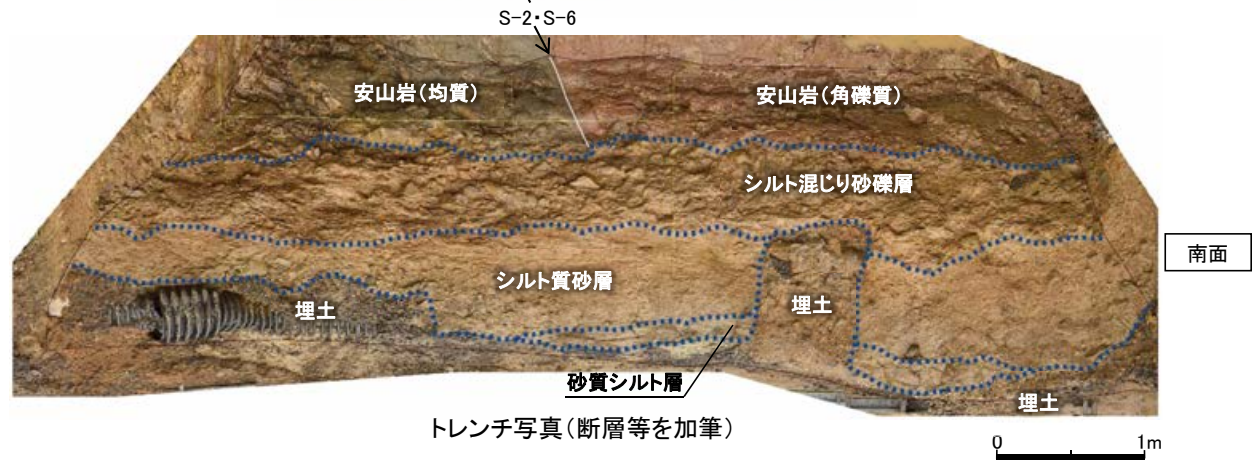 S-2・S-6
安山岩(均質)
安山岩(角礫質)
シルト混じり砂礫層
南面
シルト質砂層
埋土
埋土
砂質シルト層
埋土
トレンチ写真(断層等を加筆)
0 1m